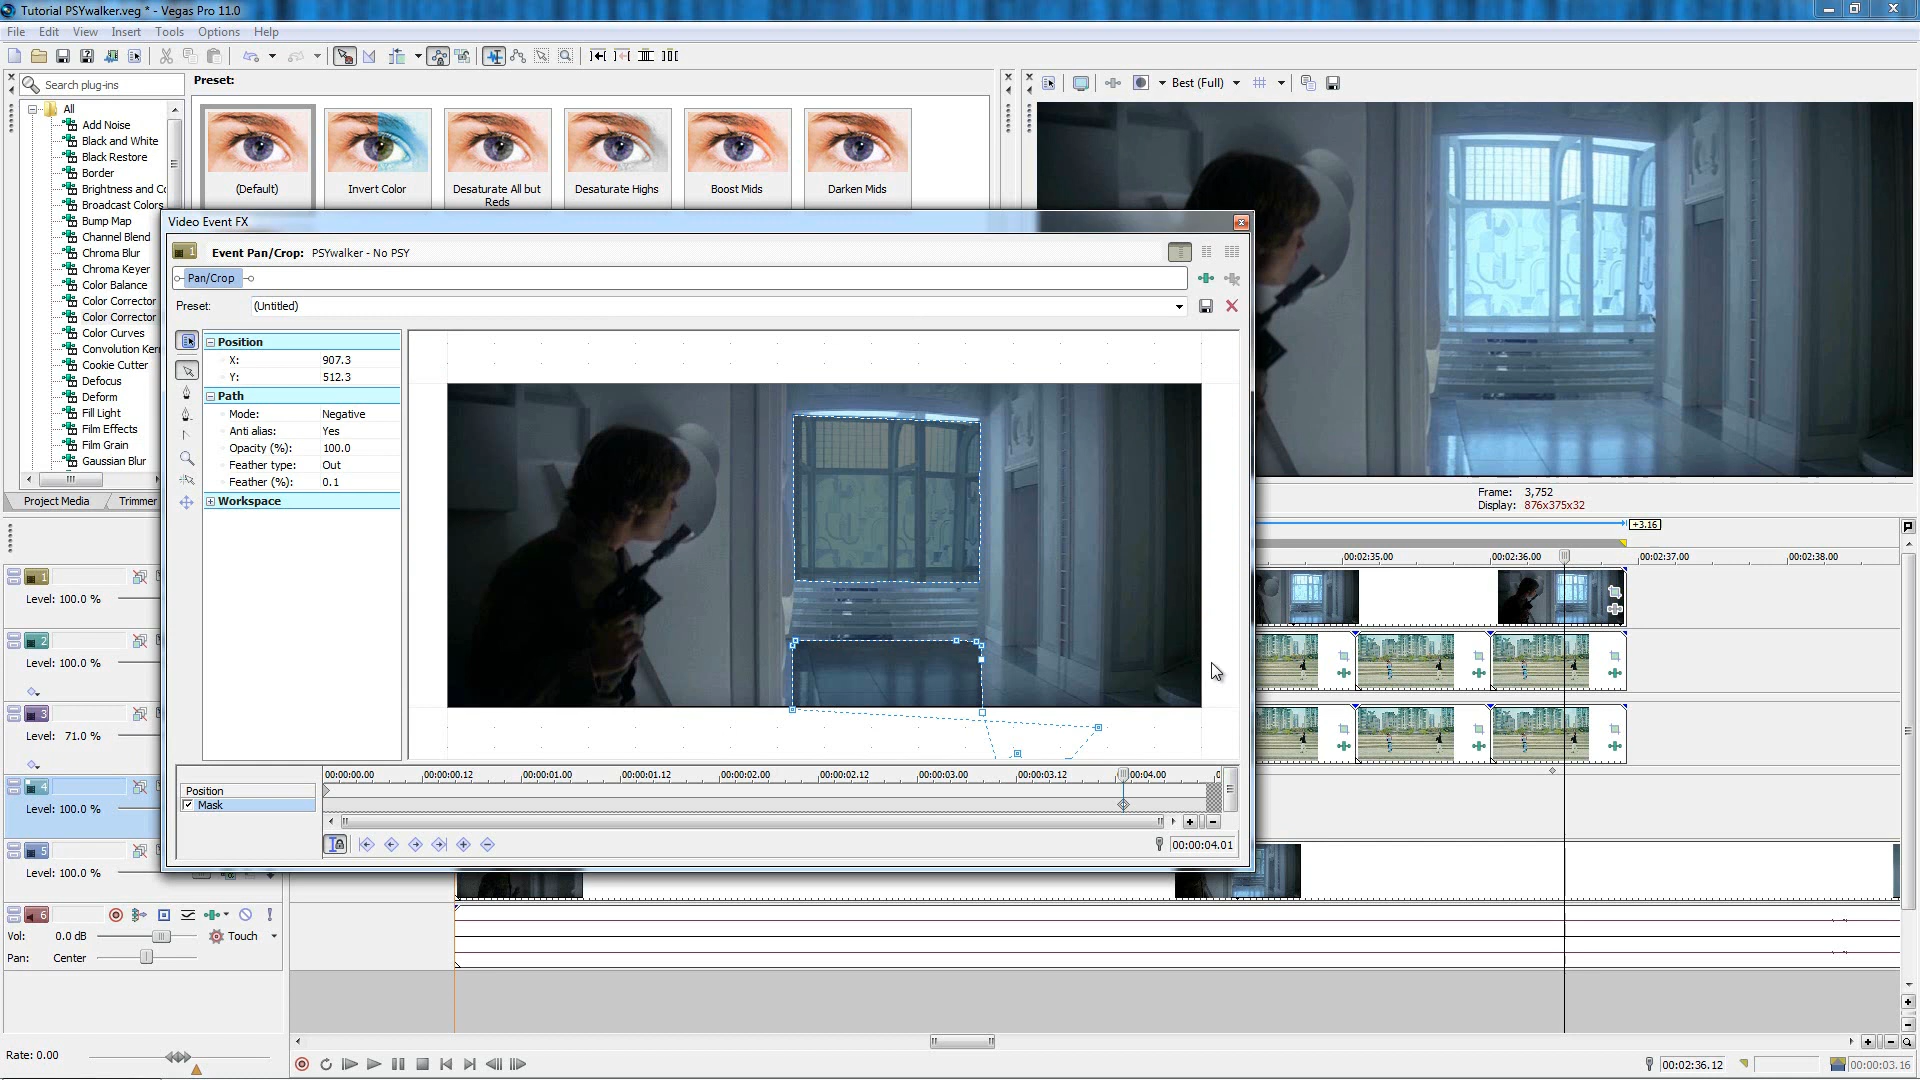 Tutorial PSYwalker.veg * - Vegas Pro 11.0
File Edit View Insert Tools Options Help
Search plug-ins
Preset:
Best (Full)
All
Add Noise
Black and White
Black Restore
Border
Brightness and Co
Broadcast Colors
Bump Map
Channel Blend
Chroma Blur
Chroma Keyer
Color Balance
Color Corrector
Color Corrector
Color Curves
Convolution Ker
Cookie Cutter
Defocus
Deform
Fill Light
Film Effects
Film Grain
Gaussian Blur
(Default)
Invert Color
Desaturate All but
Reds
Desaturate Highs
Boost Mids
Darken Mids
Project Media
Trimmer
Video Event FX
1
Event Pan/Crop: PSYwalker - No PSY
Pan/Crop
Preset: (Untitled)
Position
X: 907.3
Y: 512.3
Path
Mode: Negative
Anti alias: Yes
Opacity (%): 100.0
Feather type: Out
Feather (%): 0.1
Workspace
00:00:00.00 00:00:00.12 00:00:01.00 00:00:01.12 00:00:02.00 00:00:02.12 00:00:03.00 00:00:03.12 00:00:04.00
Position
Mask
00:00:04.01
Frame: 3,752
Display: 876x375x32
+3.16
00:02:35.00 00:02:36.00 00:02:37.00 00:02:38.00
1
Level: 100.0 %
2
Level: 100.0 %
3
Level: 71.0 %
4
Level: 100.0 %
5
Level: 100.0 %
6
Vol: 0.0 dB Touch
Pan: Center
Rate: 0.00
00:02:36.12
00:00:03.16